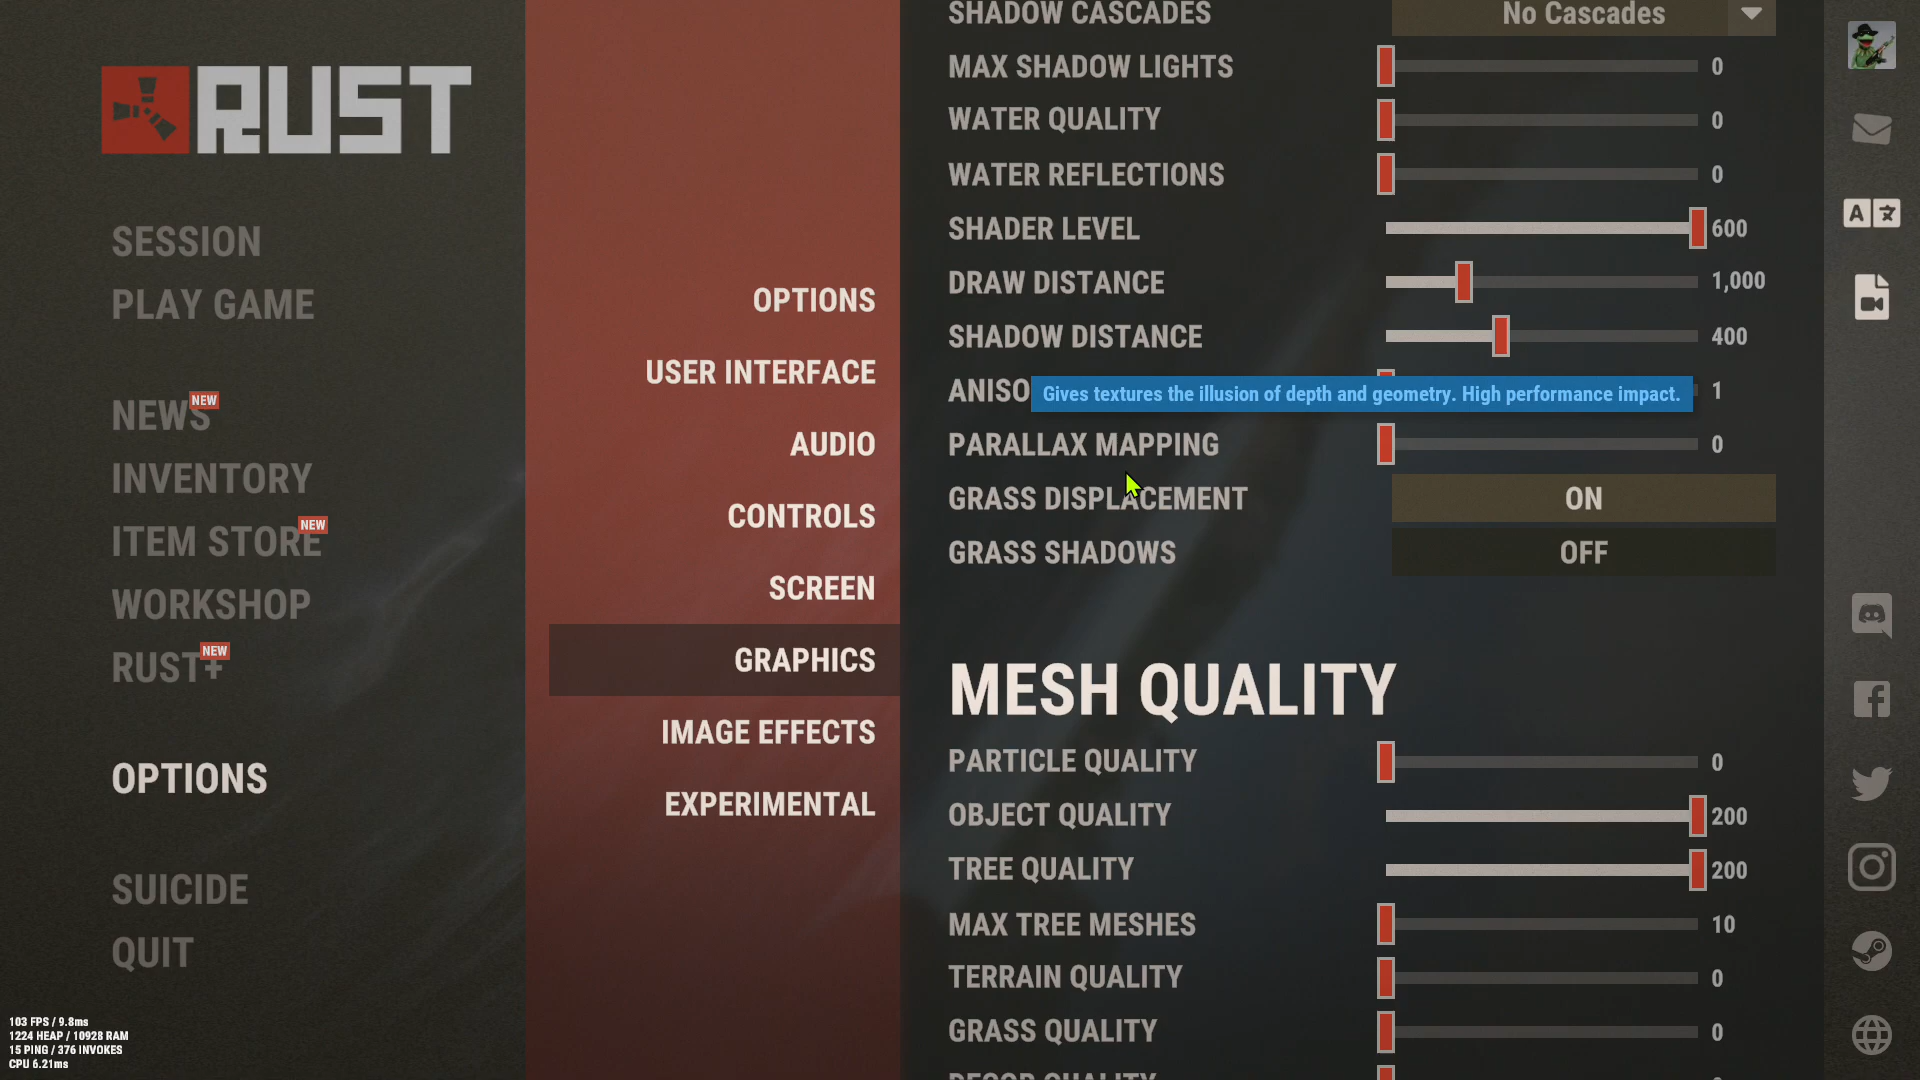 RUST
SESSION
PLAY GAME
NEWS NEW
INVENTORY
ITEM STORE NEW
WORKSHOP
RUST+ NEW
OPTIONS
SUICIDE
QUIT
103 FPS / 9.8ms
1224 HEAP / 10928 RAM
15 PING / 376 INVOKES
CPU 6.21ms
OPTIONS
USER INTERFACE
AUDIO
CONTROLS
SCREEN
GRAPHICS
IMAGE EFFECTS
EXPERIMENTAL
SHADOW CASCADES No Cascades
MAX SHADOW LIGHTS 0
WATER QUALITY 0
WATER REFLECTIONS 0
SHADER LEVEL 600
DRAW DISTANCE 1,000
SHADOW DISTANCE 400
ANISO 1
Gives textures the illusion of depth and geometry. High performance impact.
PARALLAX MAPPING 0
GRASS DISPLACEMENT ON
GRASS SHADOWS OFF
MESH QUALITY
PARTICLE QUALITY 0
OBJECT QUALITY 200
TREE QUALITY 200
MAX TREE MESHES 10
TERRAIN QUALITY 0
GRASS QUALITY 0
A